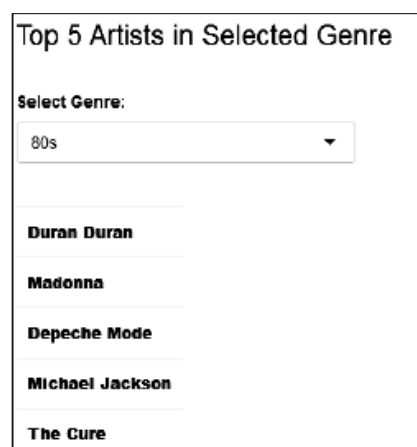 Top 5 Artists in Selected Genre
Select Genre:
80s
Duran Duran
Madonna
Depeche Mode
Michael Jackson
The Cure